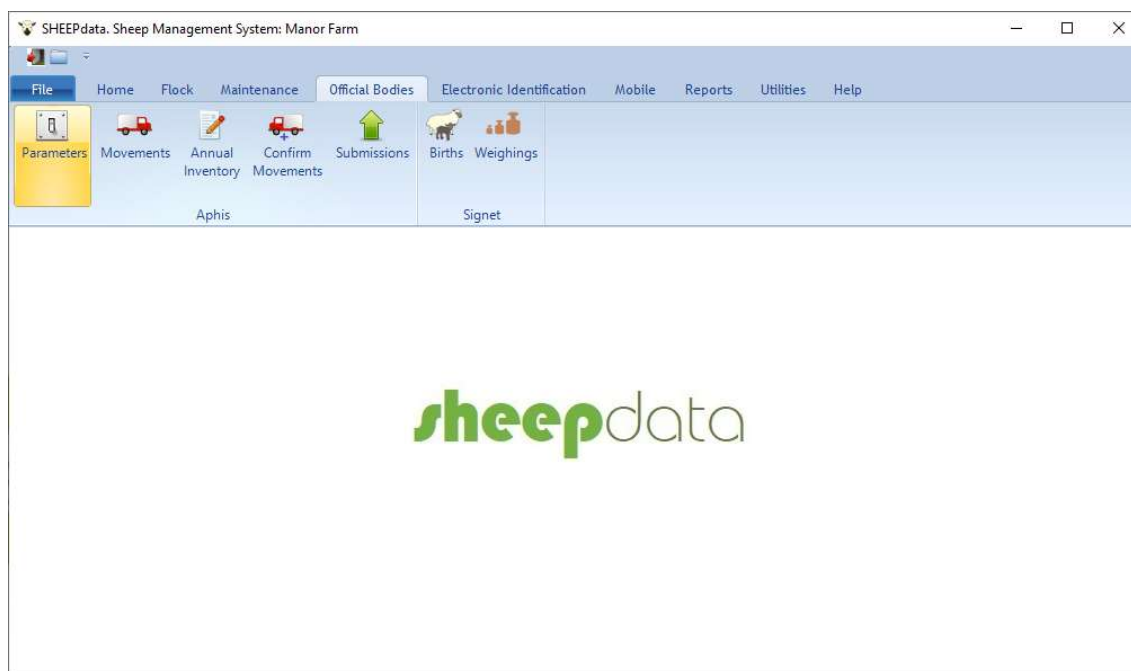 SHEEPdata. Sheep Management System: Manor Farm
File Home Flock Maintenance Official Bodies Electronic Identification Mobile Reports Utilities Help
Parameters Movements Annual Inventory Confirm Movements Submissions Births Weighings
Aphis Signet
sheepdata